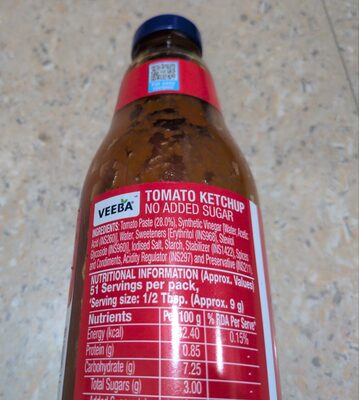 VEEBA
TOMATO KETCHUP
NO ADDED SUGAR
INGREDIENTS: Tomato Paste (28.0%), Synthetic Vinegar [Water, Acetic
Acid (INS260)], Water, Sweeteners [Erythritol (INS968), Steviol
Glycoside (INS960)], Iodised Salt, Starch, Stabilizer (INS1422), Spices
and Condiments, Acidity Regulator (INS297) and Preservative (INS211)
NUTRITIONAL INFORMATION (Approx. Values)
51 Servings per pack,
*Serving size: 1/2 Tbsp. (Approx. 9 g)
Nutrients Per 100 g % RDA Per Serve*
Energy (kcal) 32.40 0.15%
Protein (g) 0.85
Carbohydrate (g) 7.25
Total Sugars (g) 3.00